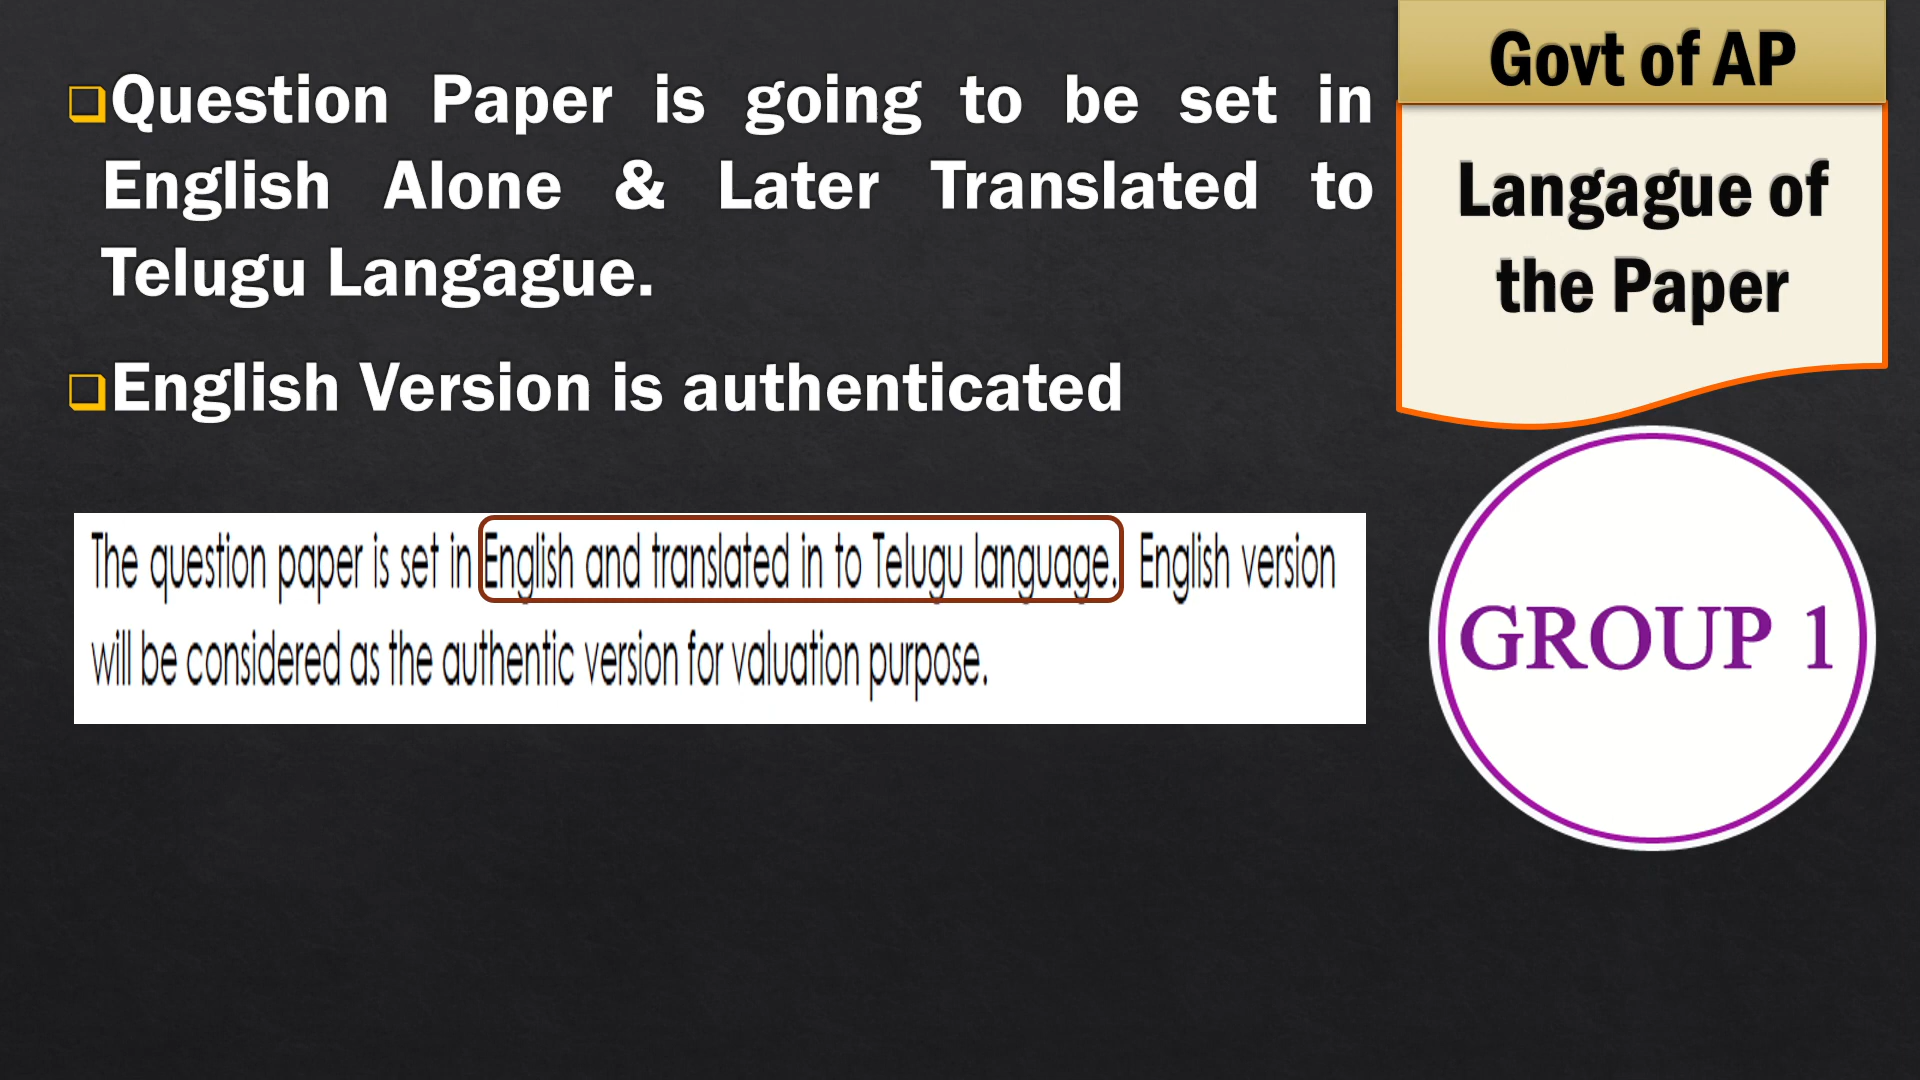 ❑Question Paper is going to be set in
English Alone & Later Translated to
Telugu Langague.
❑English Version is authenticated
The question paper is set in English and translated in to Telugu language. English version
will be considered as the authentic version for valuation purpose.
Govt of AP
Langague of
the Paper
GROUP 1